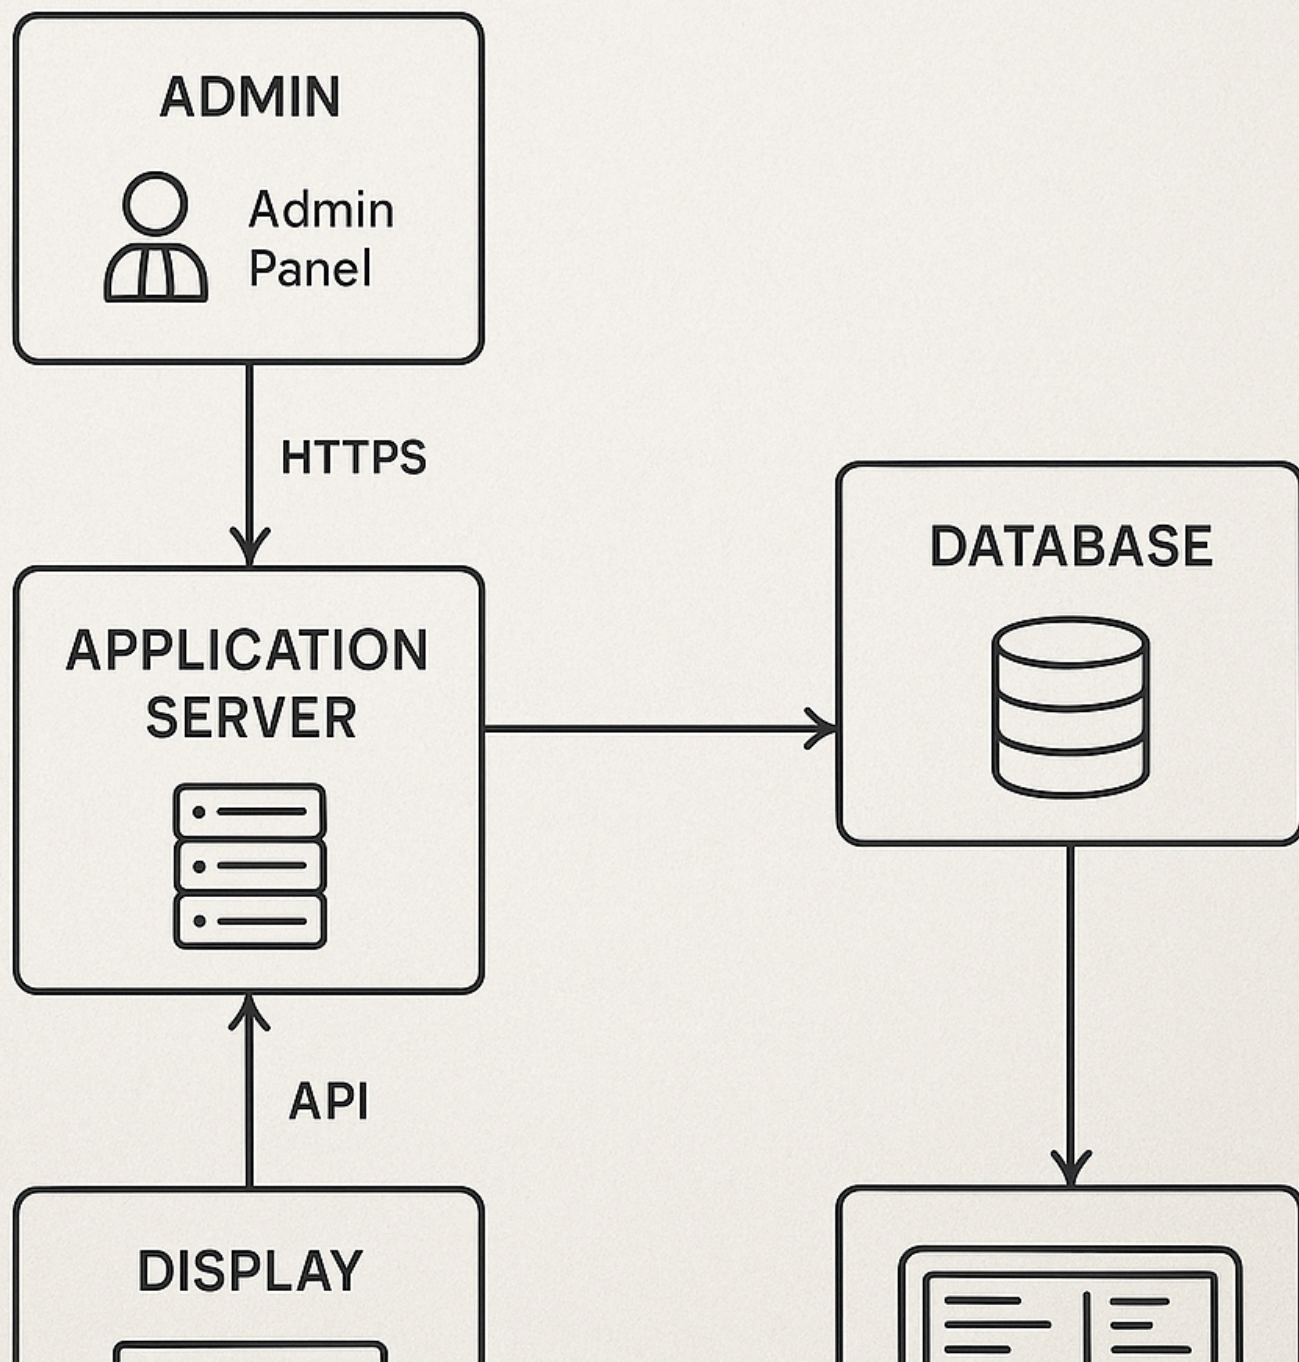 ADMIN
Admin
Panel
HTTPS
DATABASE
APPLICATION
SERVER
API
DISPLAY